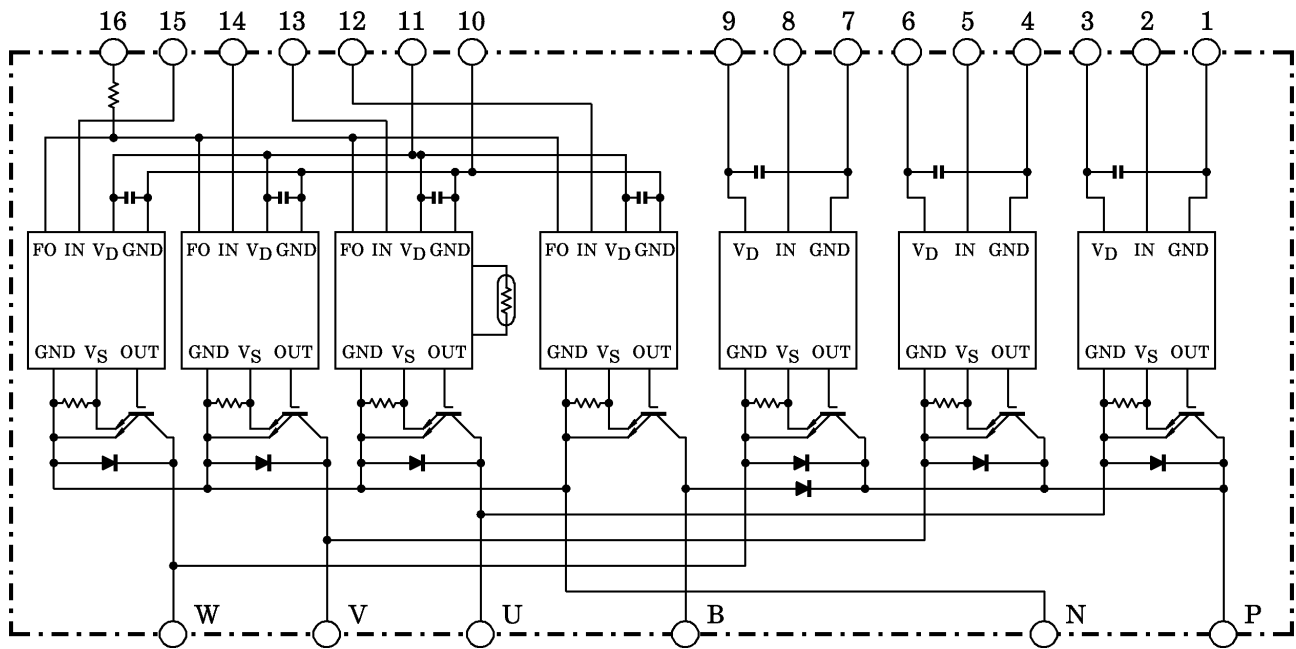 16 15 14 13 12 11 10 9 8 7 6 5 4 3 2 1
FO IN VD GND FO IN VD GND FO IN VD GND FO IN VD GND VD IN GND VD IN GND VD IN GND
GND VS OUT GND VS OUT GND VS OUT GND VS OUT GND VS OUT GND VS OUT GND VS OUT
W V U B N P